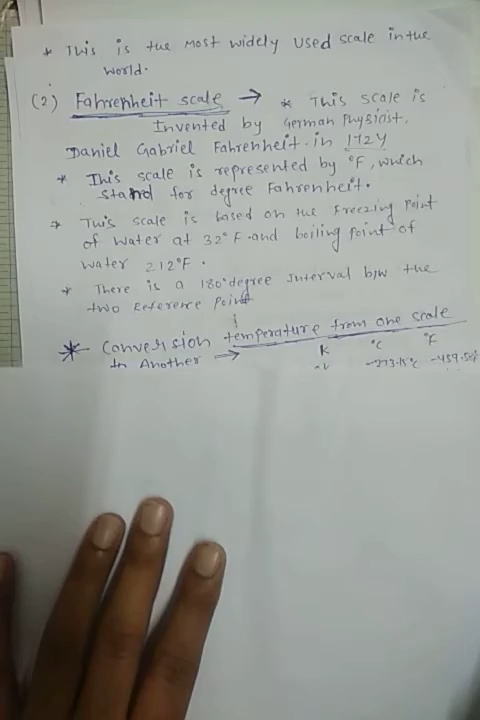 * This is the most widely used scale in the
world.
(2) Fahrenheit scale → * This scale is
Invented by German Physicist,
Daniel Gabriel Fahrenheit in 1724
* This scale is represented by °F, which
stand for degree Fahrenheit.
* This scale is based on the freezing point
of water at 32°F and boiling point of
water 212°F.
* There is a 180° degree interval b/w the
two Reference point
* Conversion temperature from one scale
to Another → K °C °F
-273.15°C